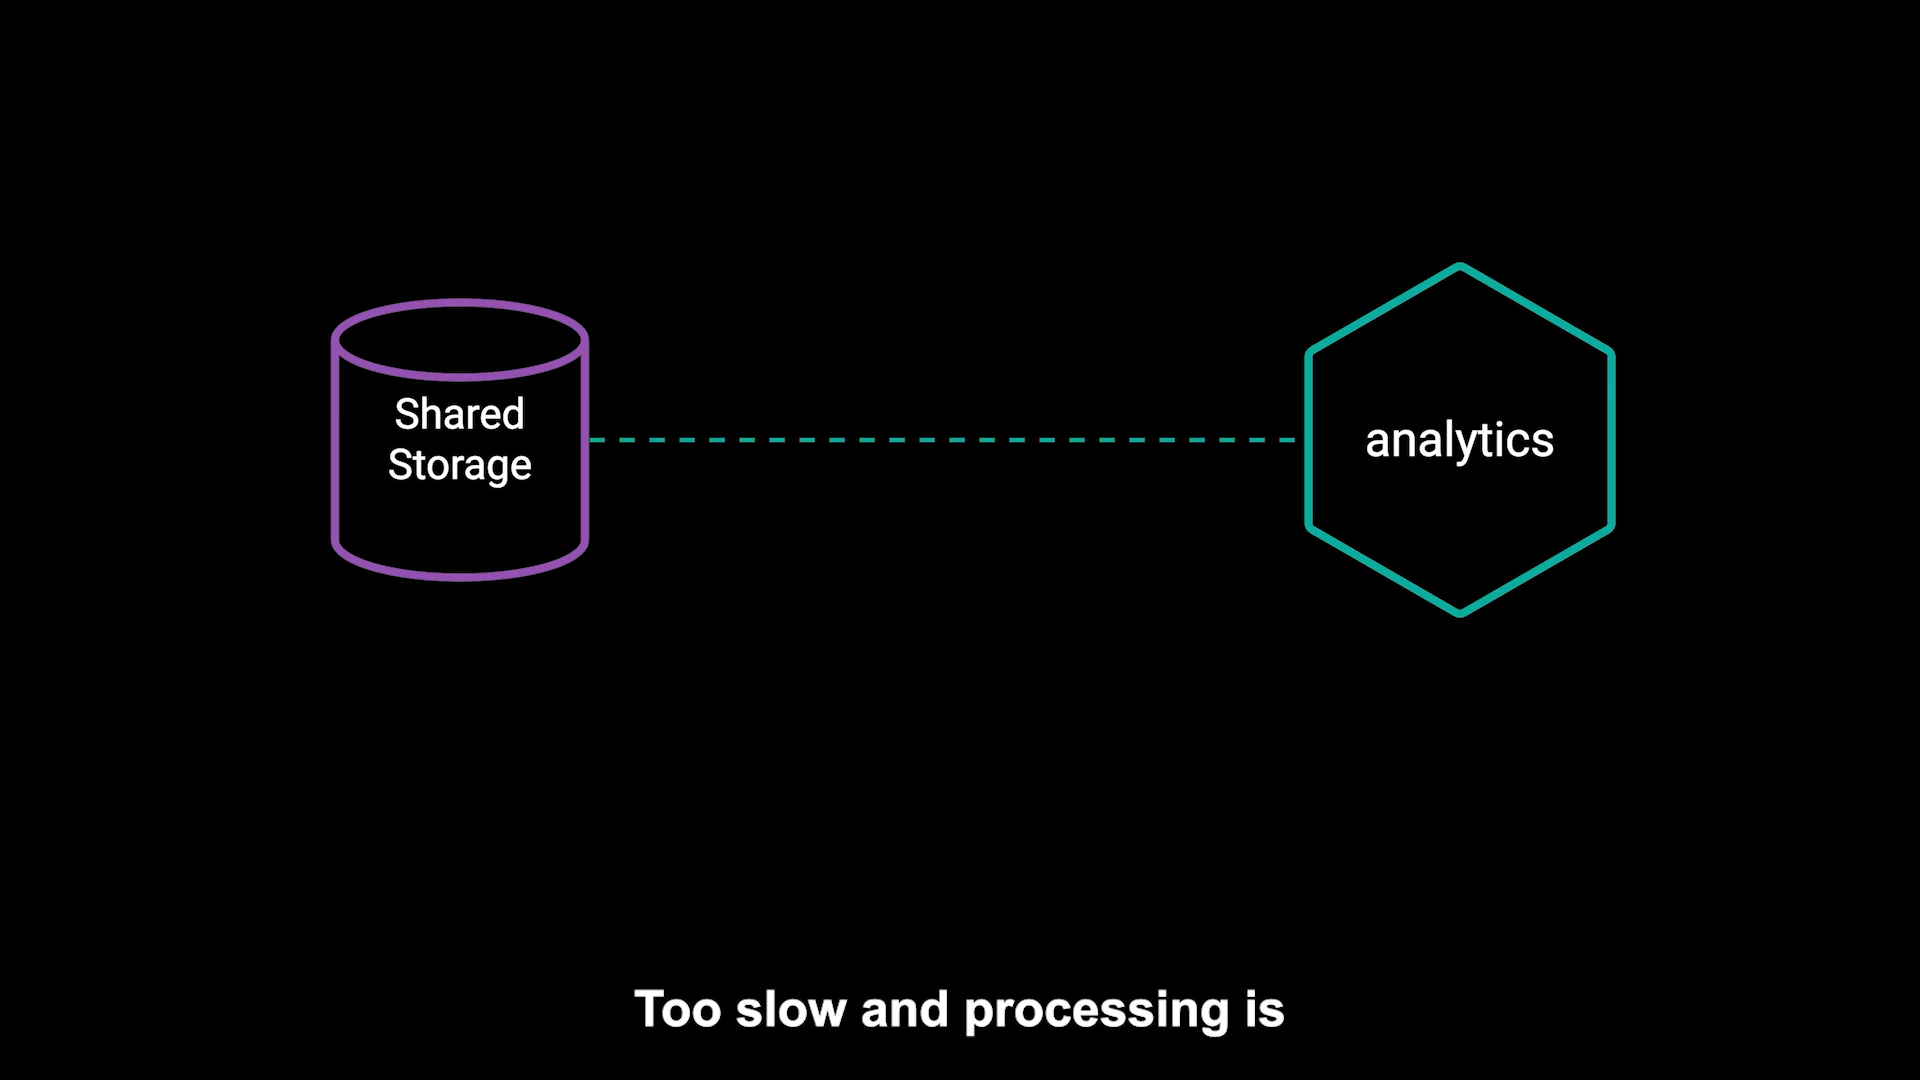 Shared
Storage
analytics
Too slow and processing is